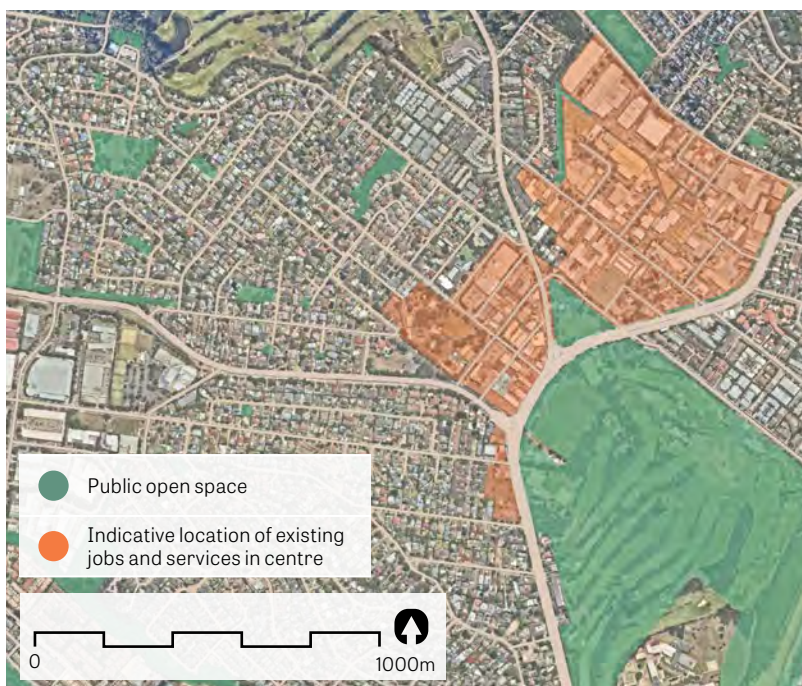 Public open space
Indicative location of existing
jobs and services in centre
0
1000m